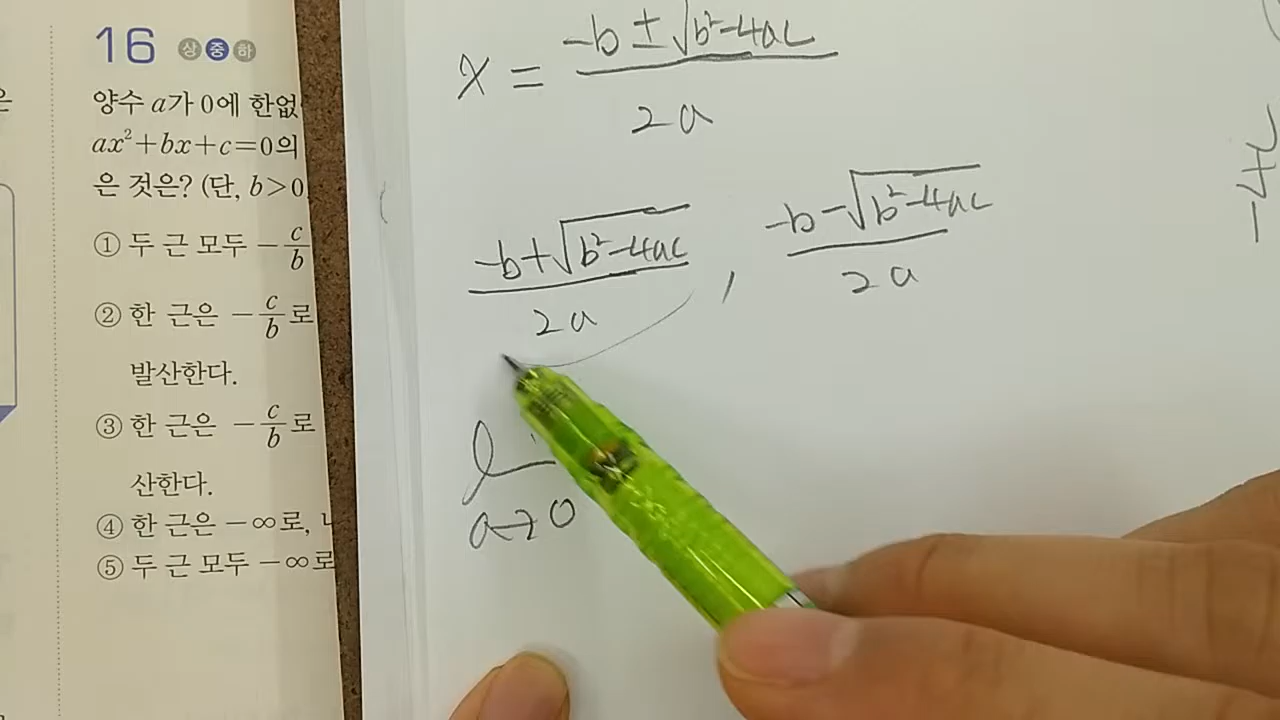 16 상 중 하
양수 a가 0에 한없
ax²+bx+c=0의
은 것은? (단, b>0
① 두 근 모두 -c/b
② 한 근은 -c/b로
발산한다.
③ 한 근은 -c/b로
산한다.
④ 한 근은 -∞로,
⑤ 두 근 모두 -∞로
x = (-b ± √(b²-4ac)) / 2a
(-b+√(b²-4ac)) / 2a , (-b-√(b²-4ac)) / 2a
a→0